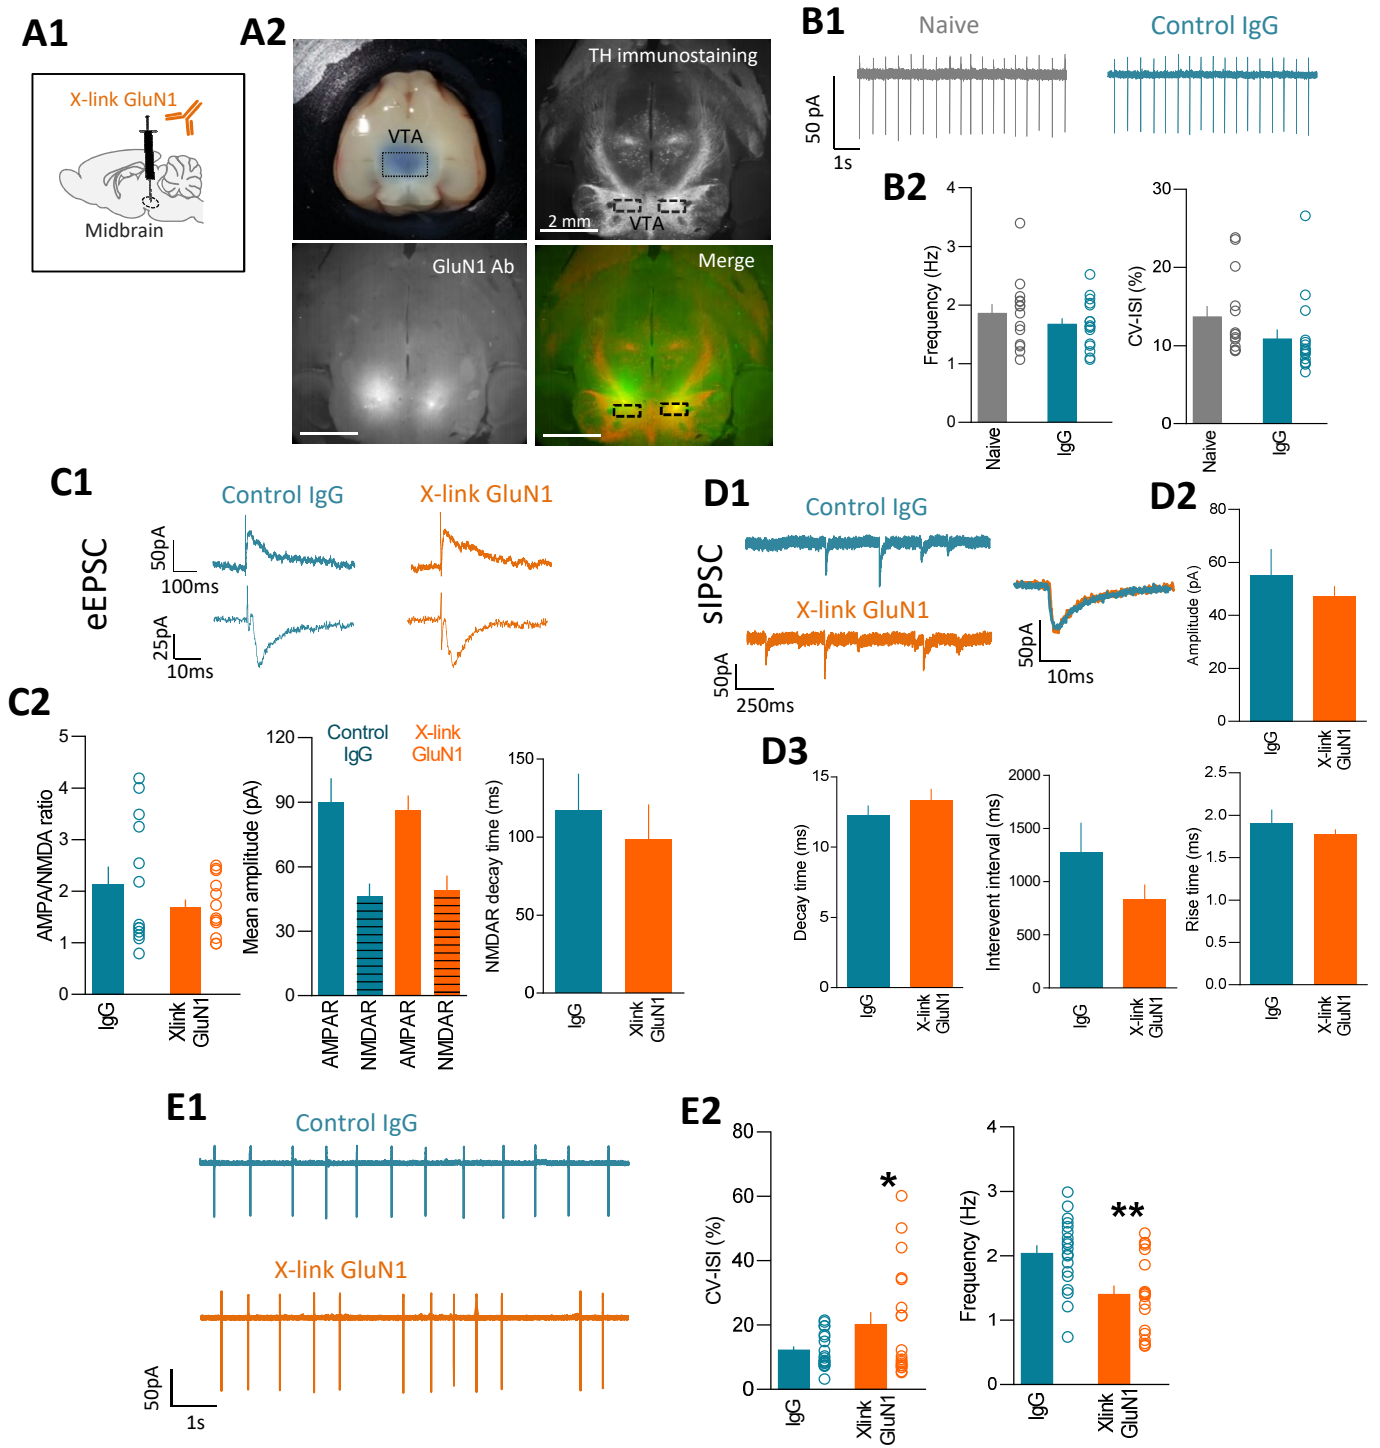 A1
X-link GluN1
Midbrain
A2
VTA
TH immunostaining
2 mm
VTA
GluN1 Ab
Merge
B1
Naive
Control IgG
50 pA
1s
B2
Frequency (Hz)
4
3
2
1
0
Naive
IgG
CV-ISI (%)
30
20
10
0
Naive
IgG
C1
eEPSC
Control IgG
X-link GluN1
50pA
100ms
25pA
10ms
C2
AMPA/NMDA ratio
5
4
3
2
1
0
IgG
Xlink
GluN1
Mean amplitude (pA)
120
90
60
30
0
Control
IgG
X-link
GluN1
AMPAR
NMDAR
AMPAR
NMDAR
NMDAR decay time (ms)
150
100
50
0
IgG
Xlink
GluN1
D1
sIPSC
Control IgG
X-link GluN1
50pA
250ms
50pA
10ms
D2
Amplitude (pA)
80
60
40
20
0
IgG
X-link
GluN1
D3
Decay time (ms)
15
10
5
0
IgG
X-link
GluN1
Interevent interval (ms)
2000
1500
1000
500
0
IgG
X-link
GluN1
Rise time (ms)
2.5
2.0
1.5
1.0
0.0
IgG
X-link
GluN1
E1
Control IgG
X-link GluN1
50pA
1s
E2
CV-ISI (%)
80
60
40
20
0
*
IgG
Xlink
GluN1
Frequency (Hz)
4
3
2
1
0
**
IgG
Xlink
GluN1